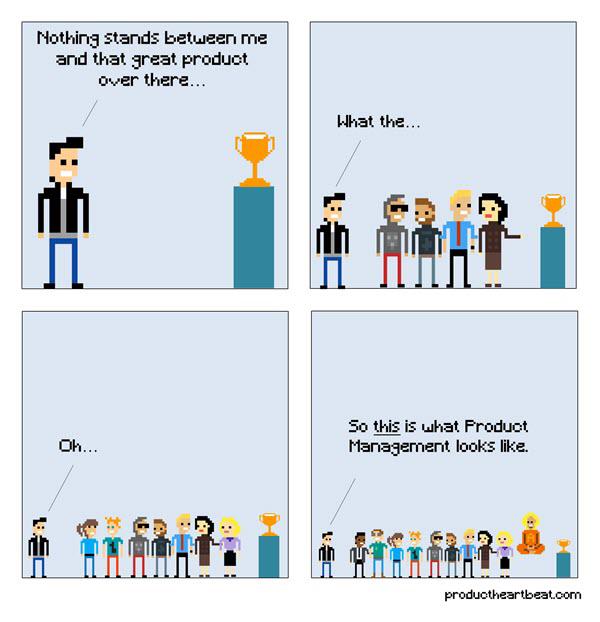 Nothing stands between me
and that great product
over there...
What the...
Oh...
So this is what Product
Management looks like.
productheartbeat.com